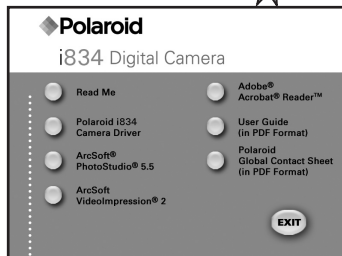 Polaroid
i834 Digital Camera
Read Me
Polaroid i834
Camera Driver
ArcSoft®
PhotoStudio® 5.5
ArcSoft
VideoImpression® 2
Adobe®
Acrobat® Reader™
User Guide
(in PDF Format)
Polaroid
Global Contact Sheet
(in PDF Format)
EXIT